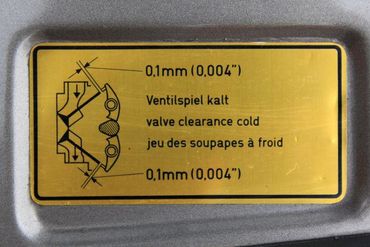 0,1mm (0,004”)
Ventilspiel kalt
valve clearance cold
jeu des soupapes à froid
0,1mm (0,004”)